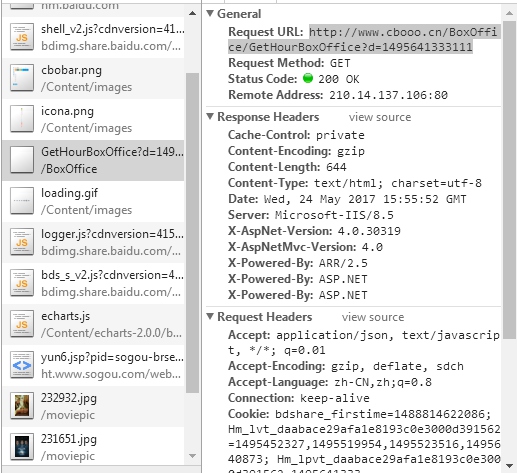 hm.baidu.com
shell_v2.js?cdnversion=41...
bdimg.share.baidu.com
cbobar.png
/Content/images
icona.png
/Content/images
GetHourBoxOffice?d=149...
/BoxOffice
loading.gif
/Content/images
logger.js?cdnversion=415...
bdimg.share.baidu.com
bds_s_v2.js?cdnversion=4...
bdimg.share.baidu.com
echarts.js
/Content/echarts-2.0.0/b...
yun6.jsp?pid=sogou-brse...
ht.www.sogou.com/web...
232932.jpg
/moviepic
231651.jpg
/moviepic
General
Request URL: http://www.cbooo.cn/BoxOffi
ce/GetHourBoxOffice?d=1495641333111
Request Method: GET
Status Code: 200 OK
Remote Address: 210.14.137.106:80
Response Headers view source
Cache-Control: private
Content-Encoding: gzip
Content-Length: 644
Content-Type: text/html; charset=utf-8
Date: Wed, 24 May 2017 15:55:52 GMT
Server: Microsoft-IIS/8.5
X-AspNet-Version: 4.0.30319
X-AspNetMvc-Version: 4.0
X-Powered-By: ARR/2.5
X-Powered-By: ASP.NET
X-Powered-By: ASP.NET
Request Headers view source
Accept: application/json, text/javascrip
t, */*; q=0.01
Accept-Encoding: gzip, deflate, sdch
Accept-Language: zh-CN,zh;q=0.8
Connection: keep-alive
Cookie: bdshare_firstime=1488814622086;
Hm_lvt_daabace29afa1e8193c0e3000d391562
=1495452327,1495519954,1495523516,149564
0873; Hm_lpvt_daabace29afa1e8193c0e3000